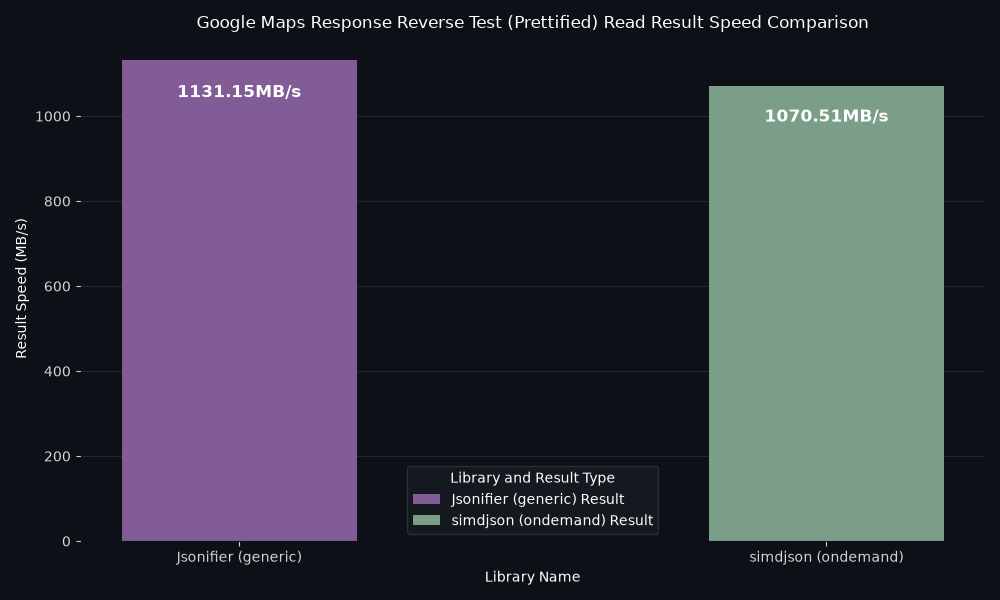 Google Maps Response Reverse Test (Prettified) Read Result Speed Comparison
1131.15MB/s
1070.51MB/s
1000
800
600
400
200
0
Result Speed (MB/s)
Library and Result Type
Jsonifier (generic) Result
simdjson (ondemand) Result
Jsonifier (generic)
simdjson (ondemand)
Library Name